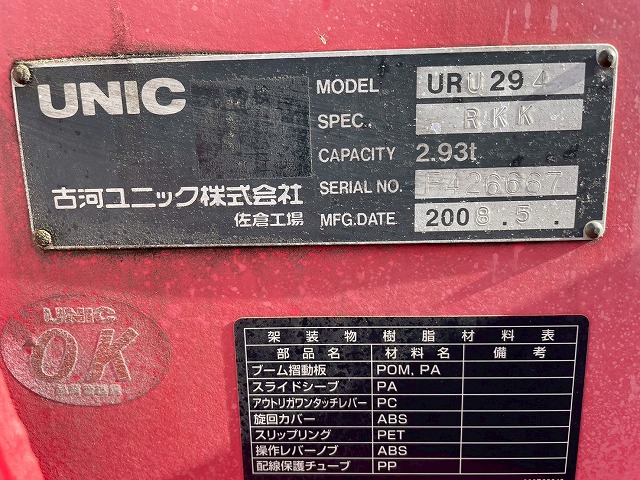 UNIC
MODEL URU294
SPEC. RKK
CAPACITY 2.93t
SERIAL NO. F426687
MFG.DATE 2008.5.
古河ユニック株式会社
佐倉工場
UNIC
OK
架装物樹脂材料表
部品名 材料名 備考
ブーム摺動板 POM, PA
スライドシーブ PA
アウトリガワンタッチレバー PC
旋回カバー ABS
スリップリング PET
操作レバーノブ ABS
配線保護チューブ PP